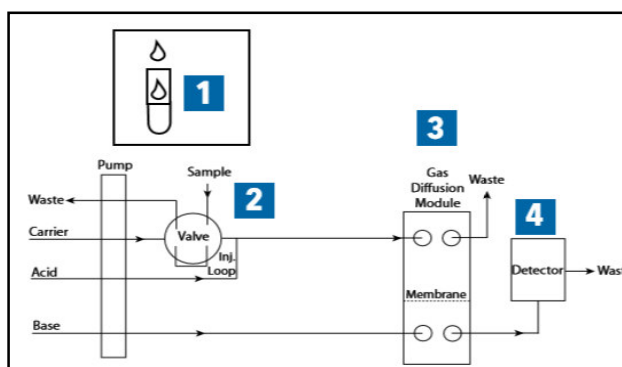 1
3
Pump
Sample
2
Gas
Diffusion
Module
Waste
4
Waste
Carrier
Valve
Inj.
Loop
Acid
Detector
Wast
Membrane
Base